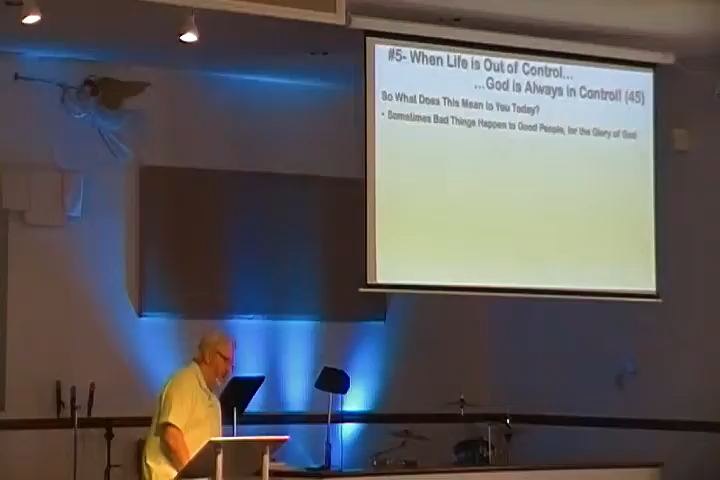 #5- When Life is Out of Control...
...God is Always in Control! (45)
So What Does This Mean to You Today?
• Sometimes Bad Things Happen to Good People, for the Glory of God